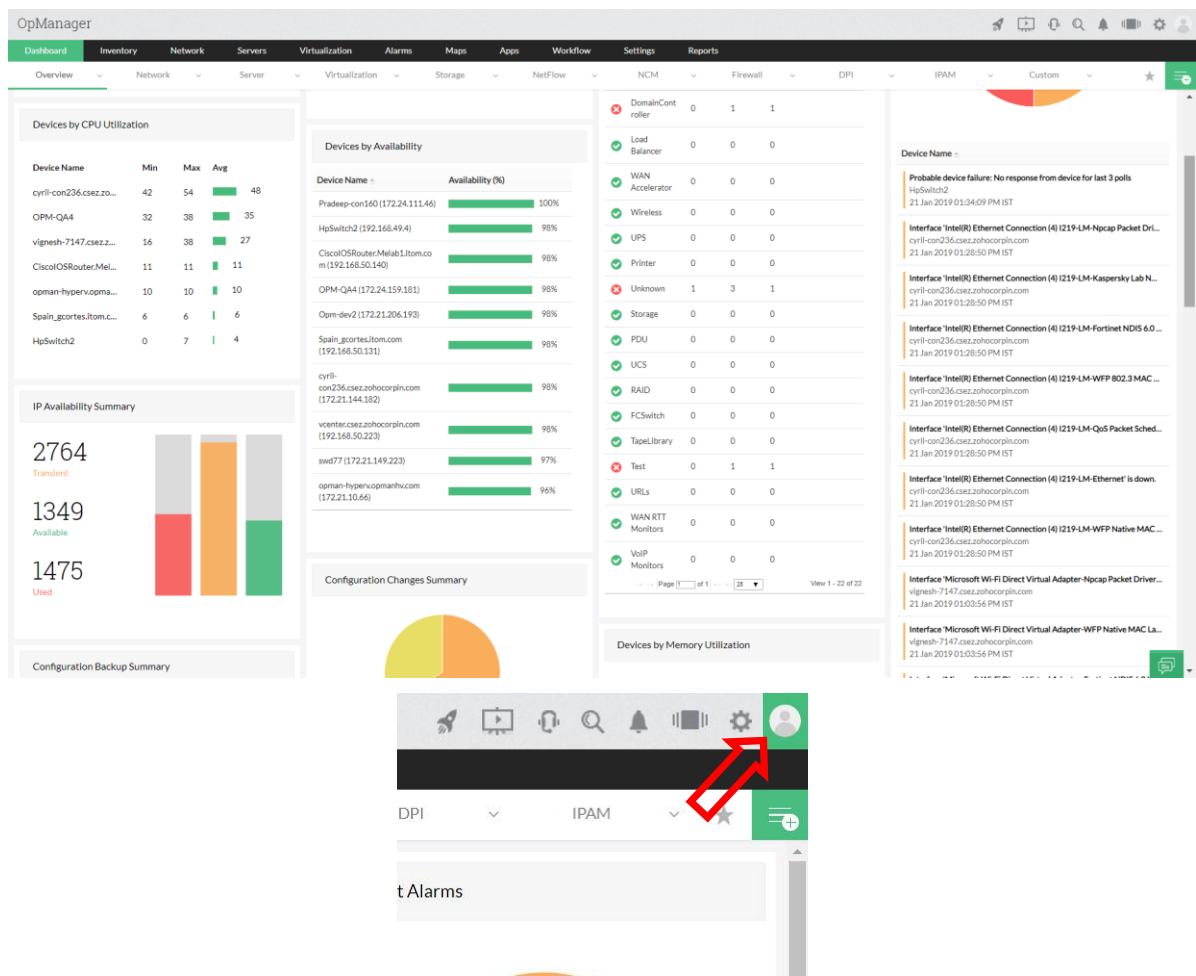 OpManager
Dashboard Inventory Network Servers Virtualization Alarms Maps Apps Workflow Settings Reports
Overview Network Server Virtualization Storage NetFlow NCM Firewall DPI IPAM Custom
Devices by CPU Utilization
Device Name Min Max Avg
cyril-con236.csez.zo... 42 54 48
OPM-QA4 32 38 35
vignesh-7147.csez.z... 16 38 27
CiscoIOSRouter.Mel... 11 11 11
opman-hyperv.opma... 10 10 10
Spain_gcortes.itom.c... 6 6 6
HpSwitch2 0 7 4
IP Availability Summary
2764
Transient
1349
Available
1475
Used
Configuration Backup Summary
Devices by Availability
Device Name Availability (%)
Pradeep-con160 (172.24.111.46) 100%
HpSwitch2 (192.168.49.4) 98%
CiscoIOSRouter.Melab1.Itom.co
m (192.168.50.140) 98%
OPM-QA4 (172.24.159.181) 98%
Opm-dev2 (172.21.206.193) 98%
Spain_gcortes.itom.com
(192.168.50.131) 98%
cyril-
con236.csez.zohocorpin.com
(172.21.144.182) 98%
vcenter.csez.zohocorpin.com
(192.168.50.223) 98%
swd77 (172.21.149.223) 97%
opman-hyperv.opmanhv.com
(172.21.10.66) 96%
Configuration Changes Summary
DomainCont
roller 0 1 1
Load
Balancer 0 0 0
WAN
Accelerator 0 0 0
Wireless 0 0 0
UPS 0 0 0
Printer 0 0 0
Unknown 1 3 1
Storage 0 0 0
PDU 0 0 0
UCS 0 0 0
RAID 0 0 0
FCSwitch 0 0 0
TapeLibrary 0 0 0
Test 0 1 1
URLs 0 0 0
WAN RTT
Monitors 0 0 0
VoIP
Monitors 0 0 0
Page 1 of 1 25 View 1 - 22 of 22
Devices by Memory Utilization
Device Name
Probable device failure: No response from device for last 3 polls
HpSwitch2
21 Jan 2019 01:34:09 PM IST
Interface 'Intel(R) Ethernet Connection (4) I219-LM-Npcap Packet Dri...
cyril-con236.csez.zohocorpin.com
21 Jan 2019 01:28:50 PM IST
Interface 'Intel(R) Ethernet Connection (4) I219-LM-Kaspersky Lab N...
cyril-con236.csez.zohocorpin.com
21 Jan 2019 01:28:50 PM IST
Interface 'Intel(R) Ethernet Connection (4) I219-LM-Fortinet NDIS 6.0 ...
cyril-con236.csez.zohocorpin.com
21 Jan 2019 01:28:50 PM IST
Interface 'Intel(R) Ethernet Connection (4) I219-LM-WFP 802.3 MAC ...
cyril-con236.csez.zohocorpin.com
21 Jan 2019 01:28:50 PM IST
Interface 'Intel(R) Ethernet Connection (4) I219-LM-QoS Packet Sched...
cyril-con236.csez.zohocorpin.com
21 Jan 2019 01:28:50 PM IST
Interface 'Intel(R) Ethernet Connection (4) I219-LM-Ethernet' is down.
cyril-con236.csez.zohocorpin.com
21 Jan 2019 01:28:50 PM IST
Interface 'Intel(R) Ethernet Connection (4) I219-LM-WFP Native MAC ...
cyril-con236.csez.zohocorpin.com
21 Jan 2019 01:28:50 PM IST
Interface 'Microsoft Wi-Fi Direct Virtual Adapter-Npcap Packet Driver...
vignesh-7147.csez.zohocorpin.com
21 Jan 2019 01:03:56 PM IST
Interface 'Microsoft Wi-Fi Direct Virtual Adapter-WFP Native MAC La...
vignesh-7147.csez.zohocorpin.com
21 Jan 2019 01:03:56 PM IST
DPI IPAM
t Alarms